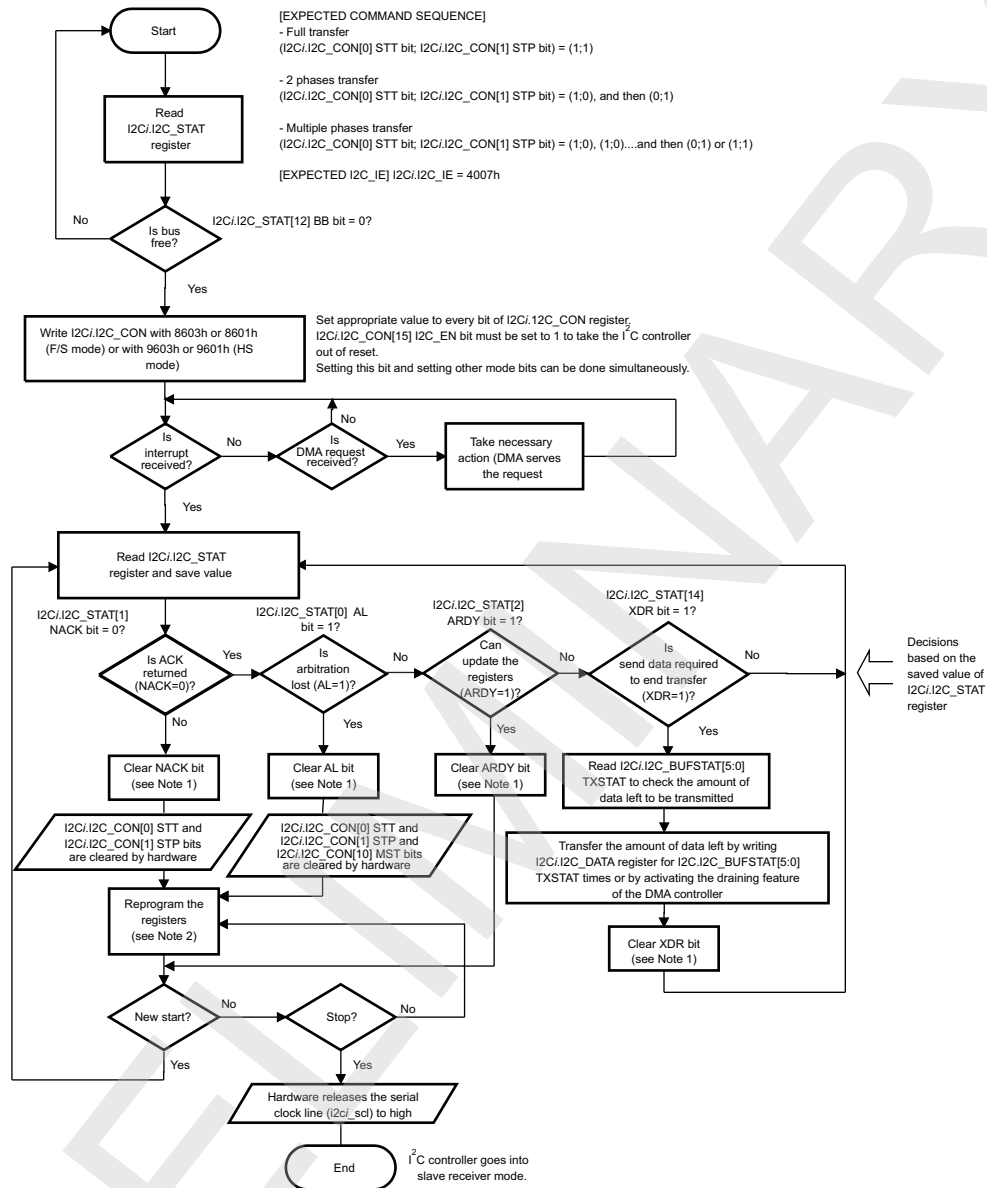 Start
[EXPECTED COMMAND SEQUENCE]
- Full transfer
(I2Ci.I2C_CON[0] STT bit; I2Ci.I2C_CON[1] STP bit) = (1;1)
- 2 phases transfer
(I2Ci.I2C_CON[0] STT bit; I2Ci.I2C_CON[1] STP bit) = (1;0), and then (0;1)
- Multiple phases transfer
(I2Ci.I2C_CON[0] STT bit; I2Ci.I2C_CON[1] STP bit) = (1;0), (1;0)....and then (0;1) or (1;1)
[EXPECTED I2C_IE] I2Ci.I2C_IE = 4007h
Read
I2Ci.I2C_STAT
register
No
Is bus
free?
I2Ci.I2C_STAT[12] BB bit = 0?
Yes
Write I2Ci.I2C_CON with 8603h or 8601h
(F/S mode) or with 9603h or 9601h (HS
mode)
Set appropriate value to every bit of I2Ci.12C_CON register.
I2Ci.I2C_CON[15] I2C_EN bit must be set to 1 to take the I2C controller
out of reset.
Setting this bit and setting other mode bits can be done simultaneously.
Is
interrupt
received?
No
No
Is
DMA request
received?
Yes
Take necessary
action (DMA serves
the request
Yes
Read I2Ci.I2C_STAT
register and save value
I2Ci.I2C_STAT[1]
NACK bit = 0?
I2Ci.I2C_STAT[0] AL
bit = 1?
I2Ci.I2C_STAT[2]
ARDY bit = 1?
I2Ci.I2C_STAT[14]
XDR bit = 1?
Is ACK
returned
(NACK=0)?
Yes
Is
arbitration
lost (AL=1)?
No
Can
update the
registers
(ARDY=1)?
No
Is
send data required
to end transfer
(XDR=1)?
No
Decisions
based on the
saved value of
I2Ci.I2C_STAT
register
No
Yes
Yes
Yes
Clear NACK bit
(see Note 1)
Clear AL bit
(see Note 1)
Clear ARDY bit
(see Note 1)
Read I2Ci.I2C_BUFSTAT[5:0]
TXSTAT to check the amount of
data left to be transmitted
I2Ci.I2C_CON[0] STT and
I2Ci.I2C_CON[1] STP bits
are cleared by hardware
I2Ci.I2C_CON[0] STT and
I2Ci.I2C_CON[1] STP and
I2Ci.I2C_CON[10] MST bits
are cleared by hardware
Transfer the amount of data left by writing
I2Ci.I2C_DATA register for I2C.I2C_BUFSTAT[5:0]
TXSTAT times or by activating the draining feature
of the DMA controller
Reprogram the
registers
(see Note 2)
Clear XDR bit
(see Note 1)
New start?
No
Stop?
No
Yes
Yes
Hardware releases the serial
clock line (i2ci_scl) to high
End
I2C controller goes into
slave receiver mode.